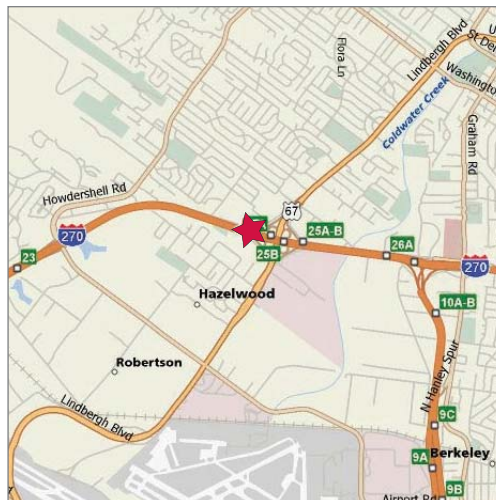 Flora Ln
Lindbergh Blvd
St De
Washington
Coldwater Creek
Graham Rd
Howdershell Rd
67
270
25A-B
23
25B
26A
270
Hazelwood
10A-B
Robertson
N Hanley Spur
Lindbergh Blvd
9C
9A
Berkeley
9B
Airport Rd